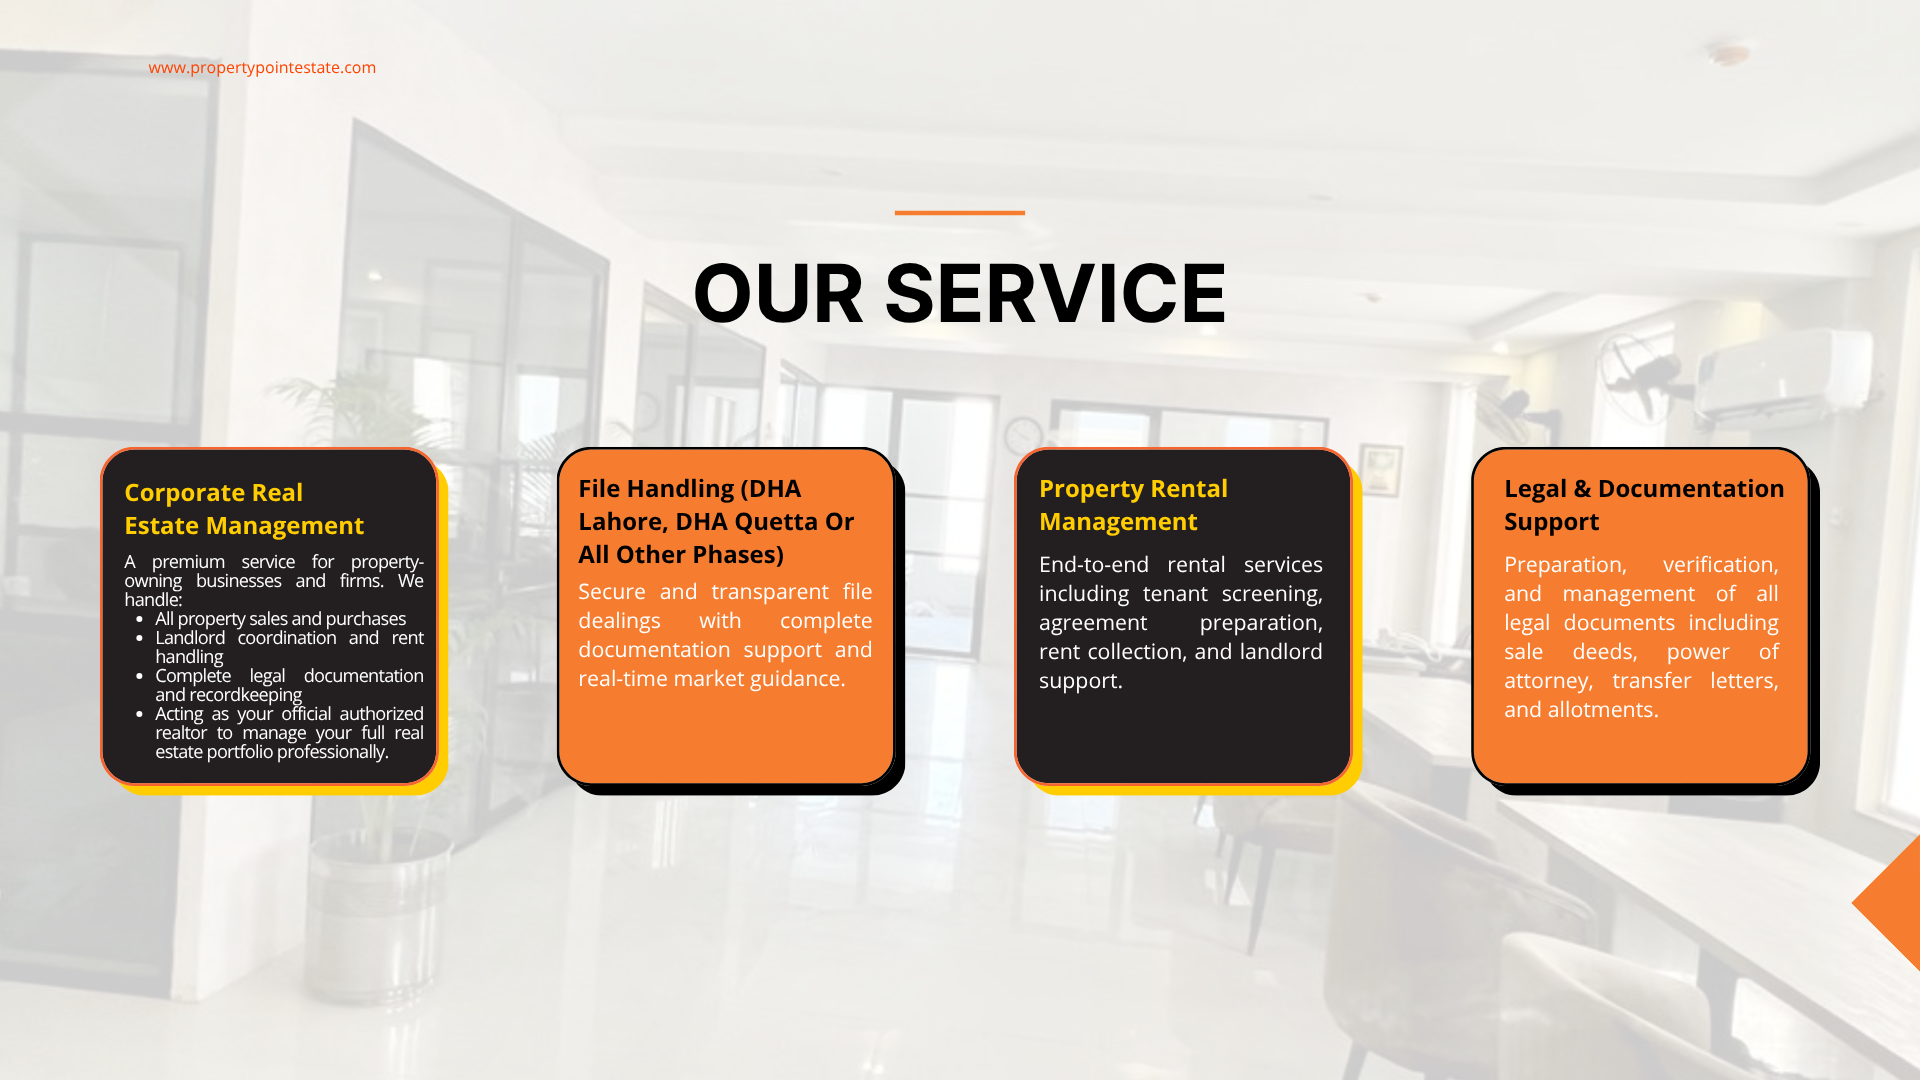 www.propertypointestate.com
OUR SERVICE
Corporate Real
Estate Management
A premium service for property-
owning businesses and firms. We
handle:
• All property sales and purchases
• Landlord coordination and rent
handling
• Complete legal documentation
and recordkeeping
• Acting as your official authorized
realtor to manage your full real
estate portfolio professionally.
File Handling (DHA
Lahore, DHA Quetta Or
All Other Phases)
Secure and transparent file
dealings with complete
documentation support and
real-time market guidance.
Property Rental
Management
End-to-end rental services
including tenant screening,
agreement preparation,
rent collection, and landlord
support.
Legal & Documentation
Support
Preparation, verification,
and management of all
legal documents including
sale deeds, power of
attorney, transfer letters,
and allotments.